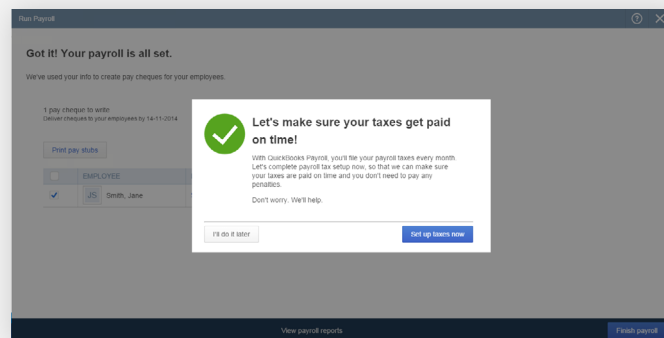 Run Payroll
Got it! Your payroll is all set.
We've used your info to create pay cheques for your employees.
1 pay cheque to write
Deliver cheques to your employees by 14-11-2014
Print pay stubs
EMPLOYEE
JS Smith, Jane
Let's make sure your taxes get paid
on time!
With QuickBooks Payroll, you'll file your payroll taxes every month.
Let's complete payroll tax setup now, so that we can make sure
your taxes are paid on time and you don't need to pay any
penalties.
Don't worry. We'll help.
I'll do it later
Set up taxes now
View payroll reports
Finish payroll